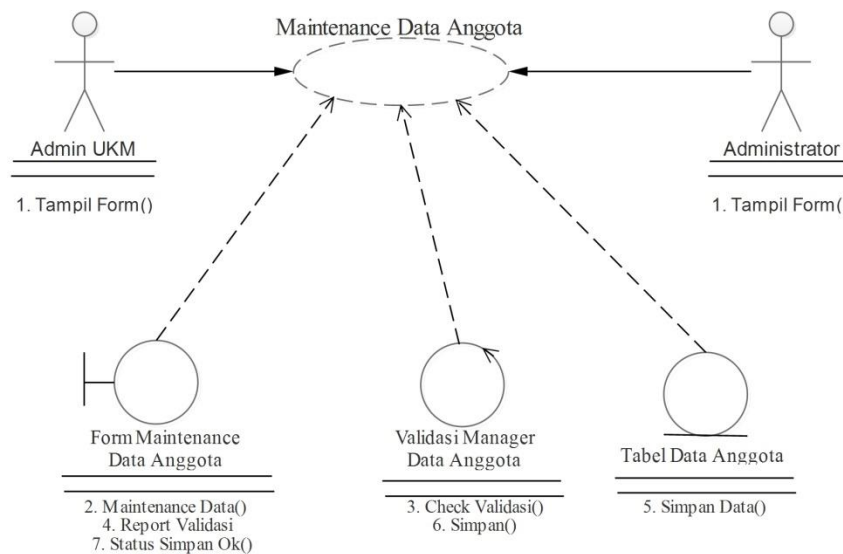 Maintenance Data Anggota
Admin UKM
1. Tampil Form()
Administrator
1. Tampil Form(
Form Maintenance
Data Anggota
2. Maintenance Data()
4. Report Validasi
7. Status Simpan Ok()
Validasi Manager
Data Anggota
3. Check Validasi()
6. Simpan()
Tabel Data Anggota
5. Simpan Data()